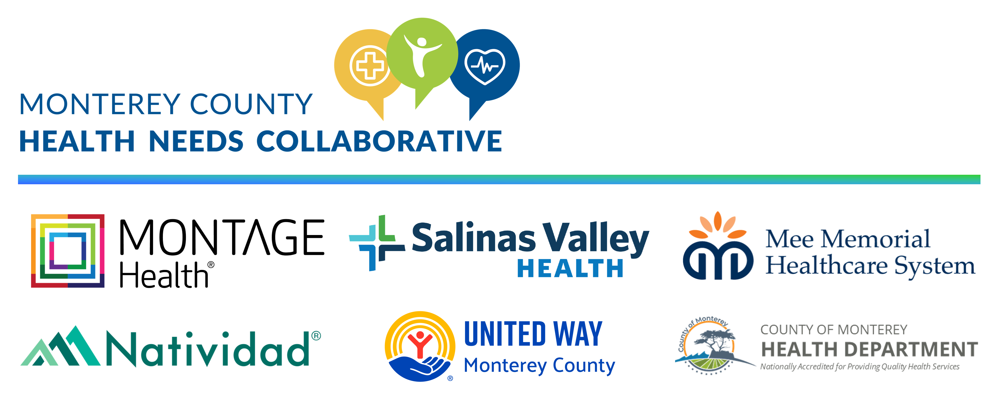 MONTEREY COUNTY
HEALTH NEEDS COLLABORATIVE
MONTAGE
Health®
Salinas Valley
HEALTH
Mee Memorial
Healthcare System
Natividad®
UNITED WAY
Monterey County
®
County of Monterey
COUNTY OF MONTEREY
HEALTH DEPARTMENT
Nationally Accredited for Providing Quality Health Services